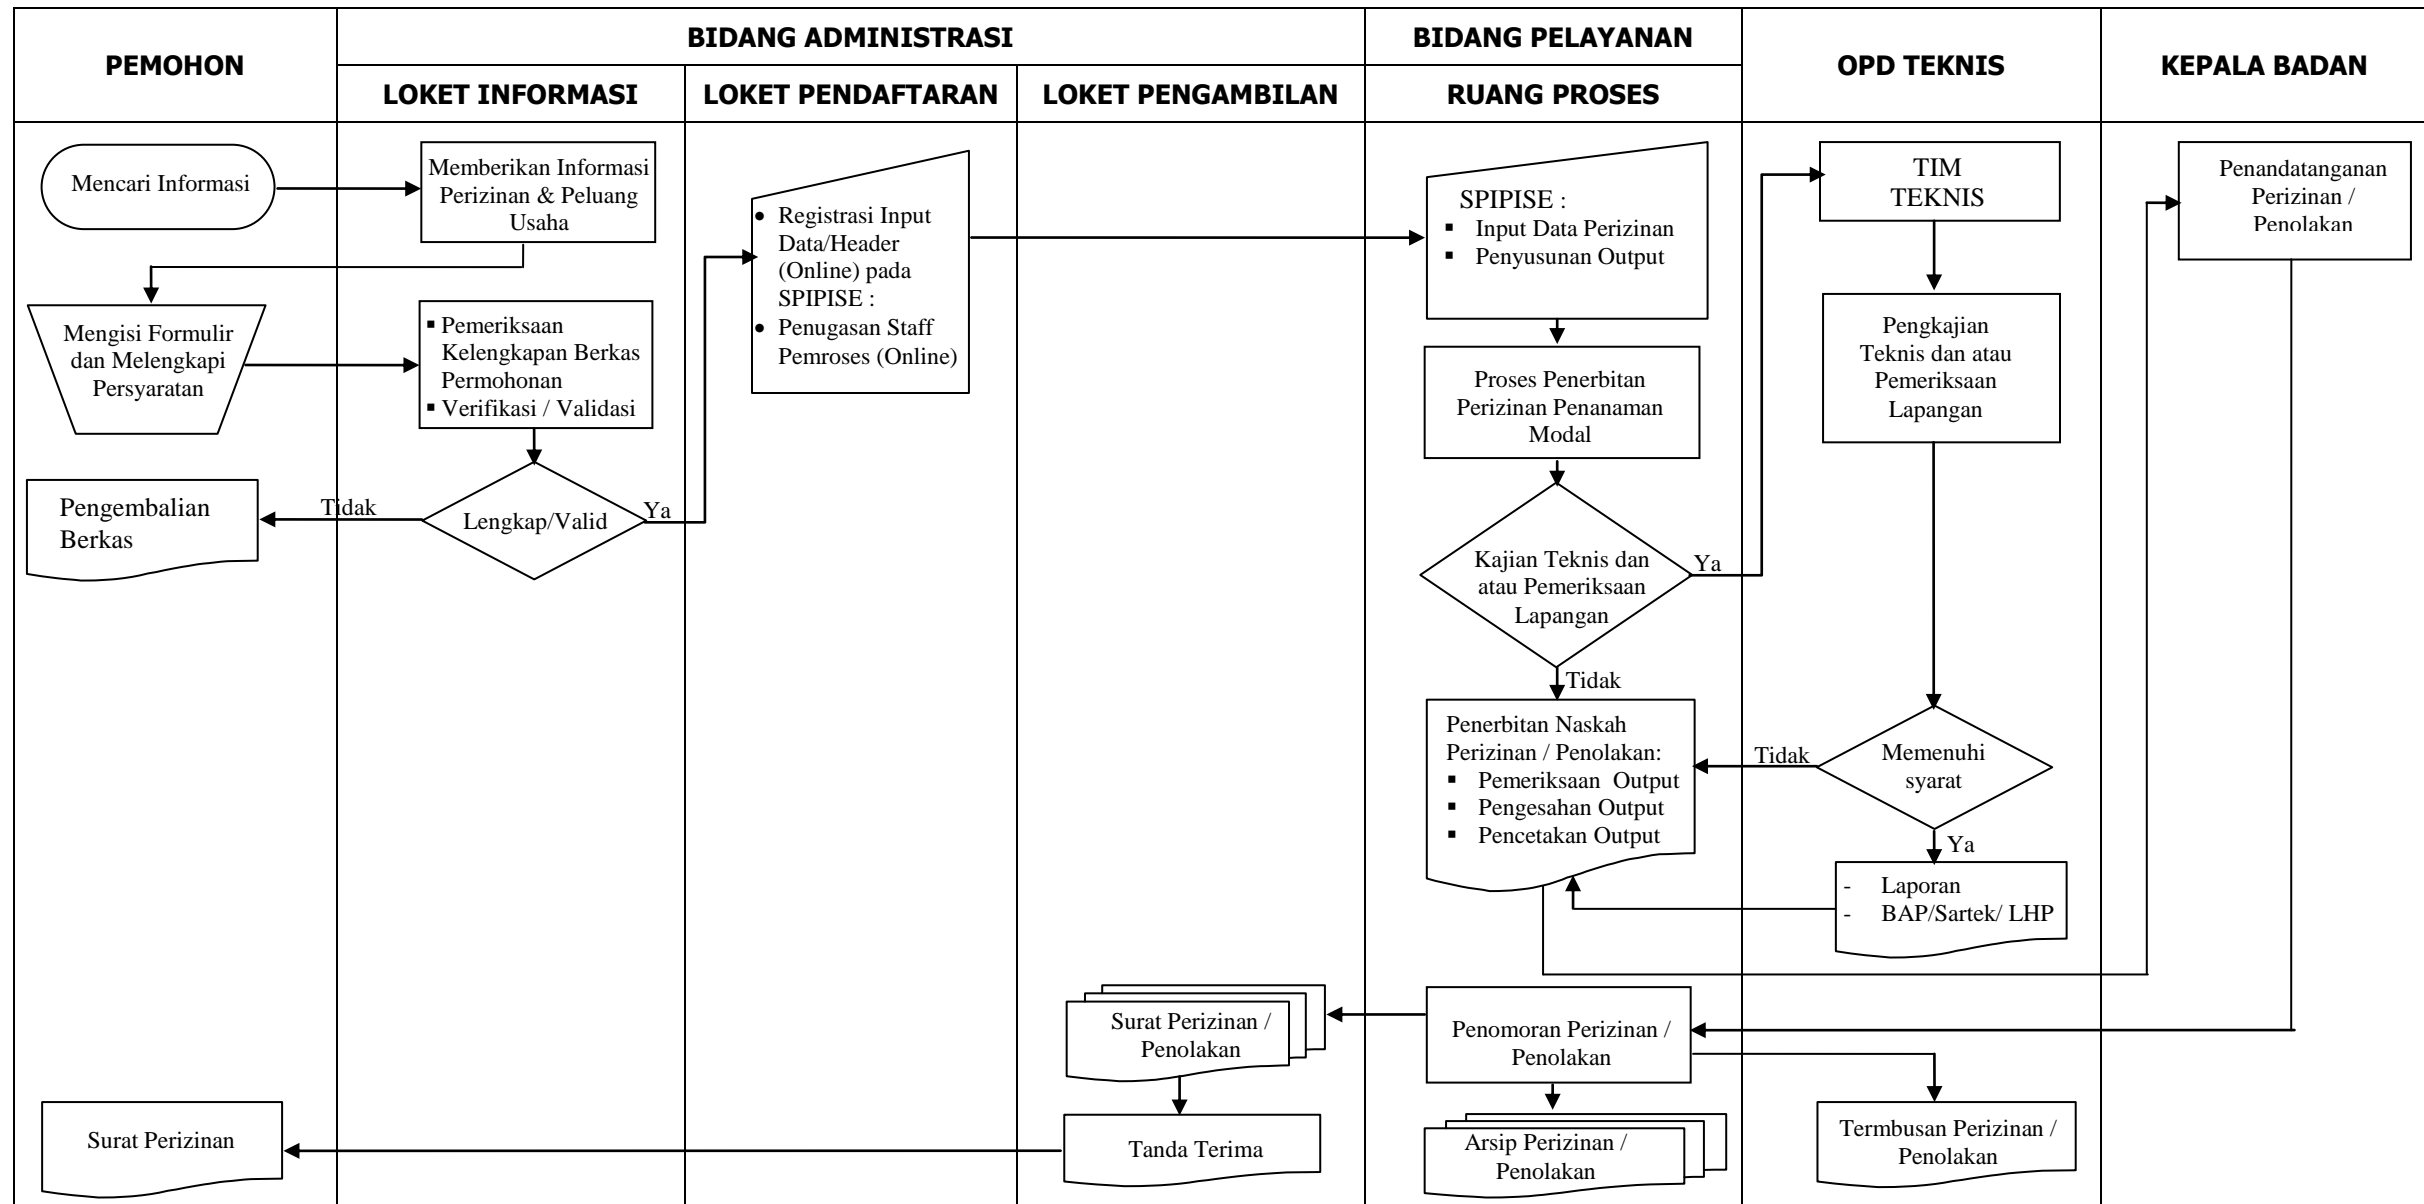 PEMOHON
BIDANG ADMINISTRASI
BIDANG PELAYANAN
OPD TEKNIS
KEPALA BADAN
LOKET INFORMASI
LOKET PENDAFTARAN
LOKET PENGAMBILAN
RUANG PROSES
Mencari Informasi
Memberikan Informasi
Perizinan & Peluang
Usaha
Mengisi Formulir
dan Melengkapi
Persyaratan
▪ Pemeriksaan
Kelengkapan Berkas
Permohonan
▪ Verifikasi / Validasi
Lengkap/Valid
Tidak
Ya
Pengembalian
Berkas
• Registrasi Input
Data/Header
(Online) pada
SPIPISE :
• Penugasan Staff
Pemroses (Online)
SPIPISE :
▪ Input Data Perizinan
▪ Penyusunan Output
Proses Penerbitan
Perizinan Penanaman
Modal
Kajian Teknis dan
atau Pemeriksaan
Lapangan
Ya
Tidak
TIM
TEKNIS
Pengkajian
Teknis dan atau
Pemeriksaan
Lapangan
Memenuhi
syarat
Tidak
Ya
- Laporan
- BAP/Sartek/ LHP
Penerbitan Naskah
Perizinan / Penolakan:
▪ Pemeriksaan Output
▪ Pengesahan Output
▪ Pencetakan Output
Penandatanganan
Perizinan /
Penolakan
Penomoran Perizinan /
Penolakan
Surat Perizinan /
Penolakan
Tanda Terima
Surat Perizinan
Arsip Perizinan /
Penolakan
Termbusan Perizinan /
Penolakan